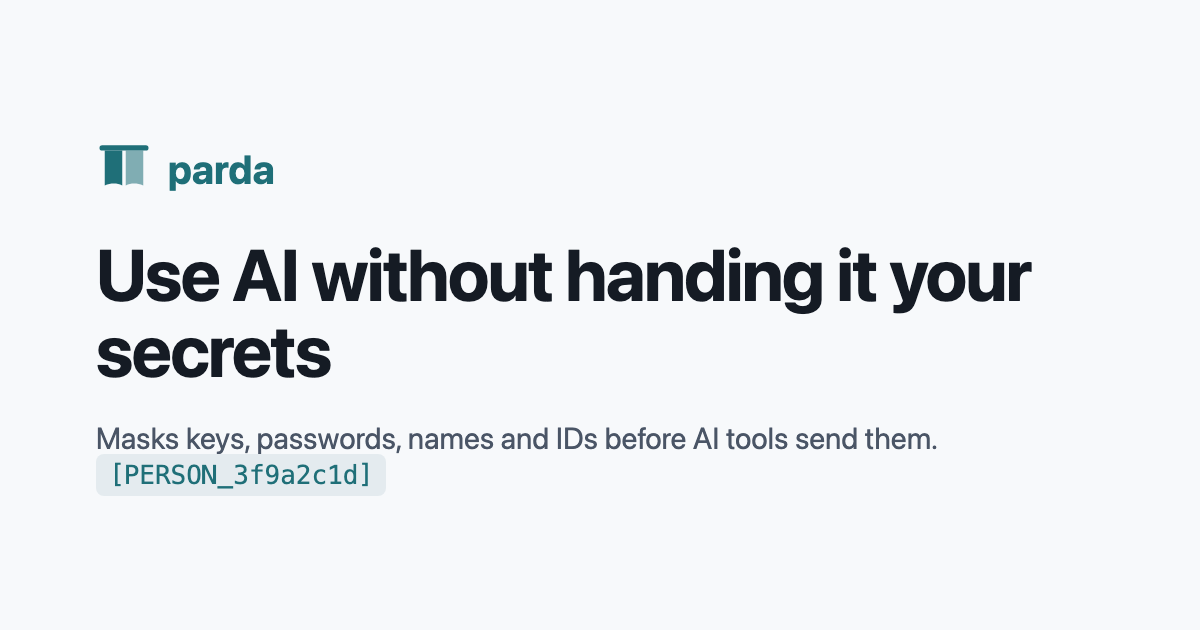 parda
Use AI without handing it your
secrets
Masks keys, passwords, names and IDs before AI tools send them.
[PERSON_3f9a2c1d]